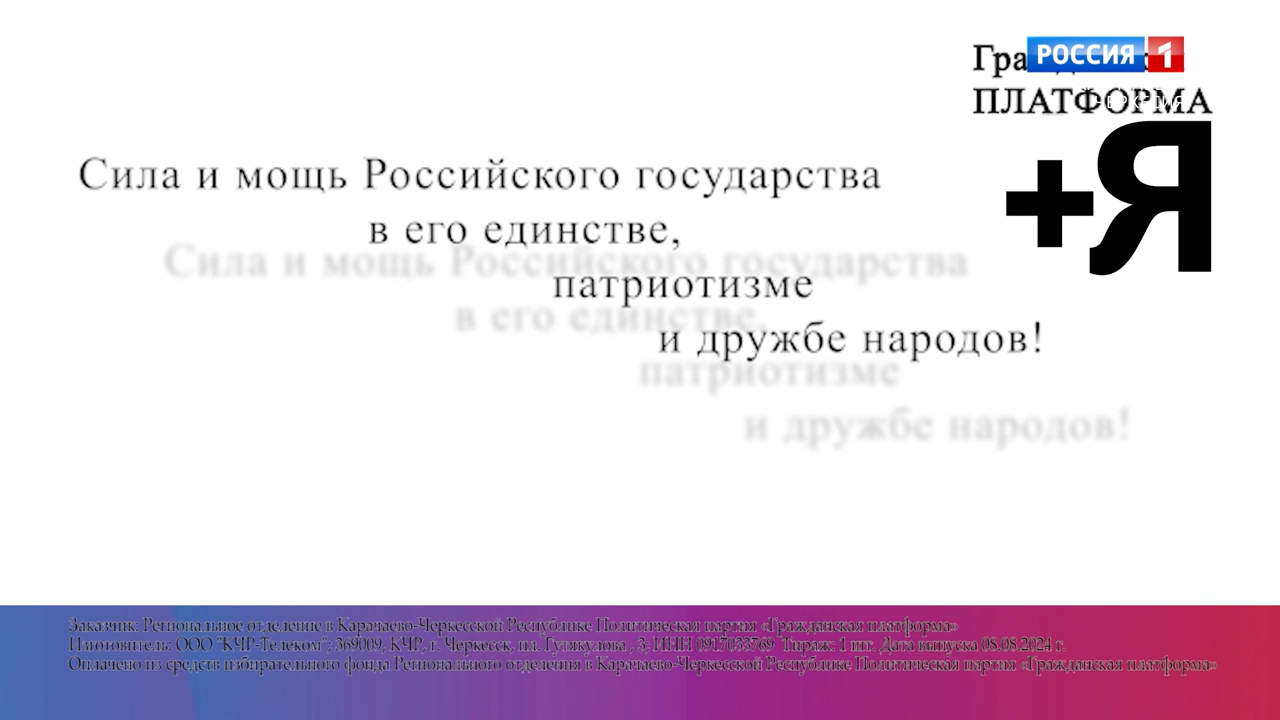 РОССИЯ 1
ПЛАТФОРМА
+Я
Сила и мощь Российского государства
в его единстве,
патриотизме
и дружбе народов!
Сила и мощь Российского государства
в его единстве,
патриотизме
и дружбе народов!
Заказчик: Региональное отделение в Карачаево-Черкесской Республике Политическая партия «Гражданская платформа»
Изготовитель: ООО "КЧР-Телеком"; 369009, КЧР, г. Черкесск, пл. Гутякулова , 3; ИНН 0917033769 Тираж: 1 шт. Дата выпуска 08.08.2024 г.
Оплачено из средств избирательного фонда Регионального отделения в Карачаево-Черкесской Республике Политическая партия «Гражданская платформа»